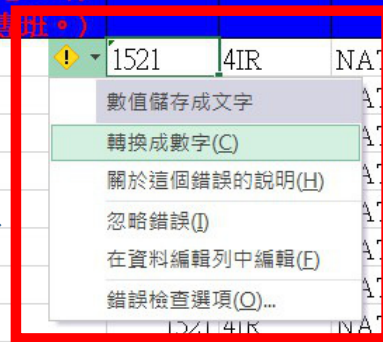 專班。)
1521 4IR NAT
數值儲存成文字
轉換成數字(C)
關於這個錯誤的說明(H)
忽略錯誤(I)
在資料編輯列中編輯(F)
錯誤檢查選項(O)...
1521 4IR NAT